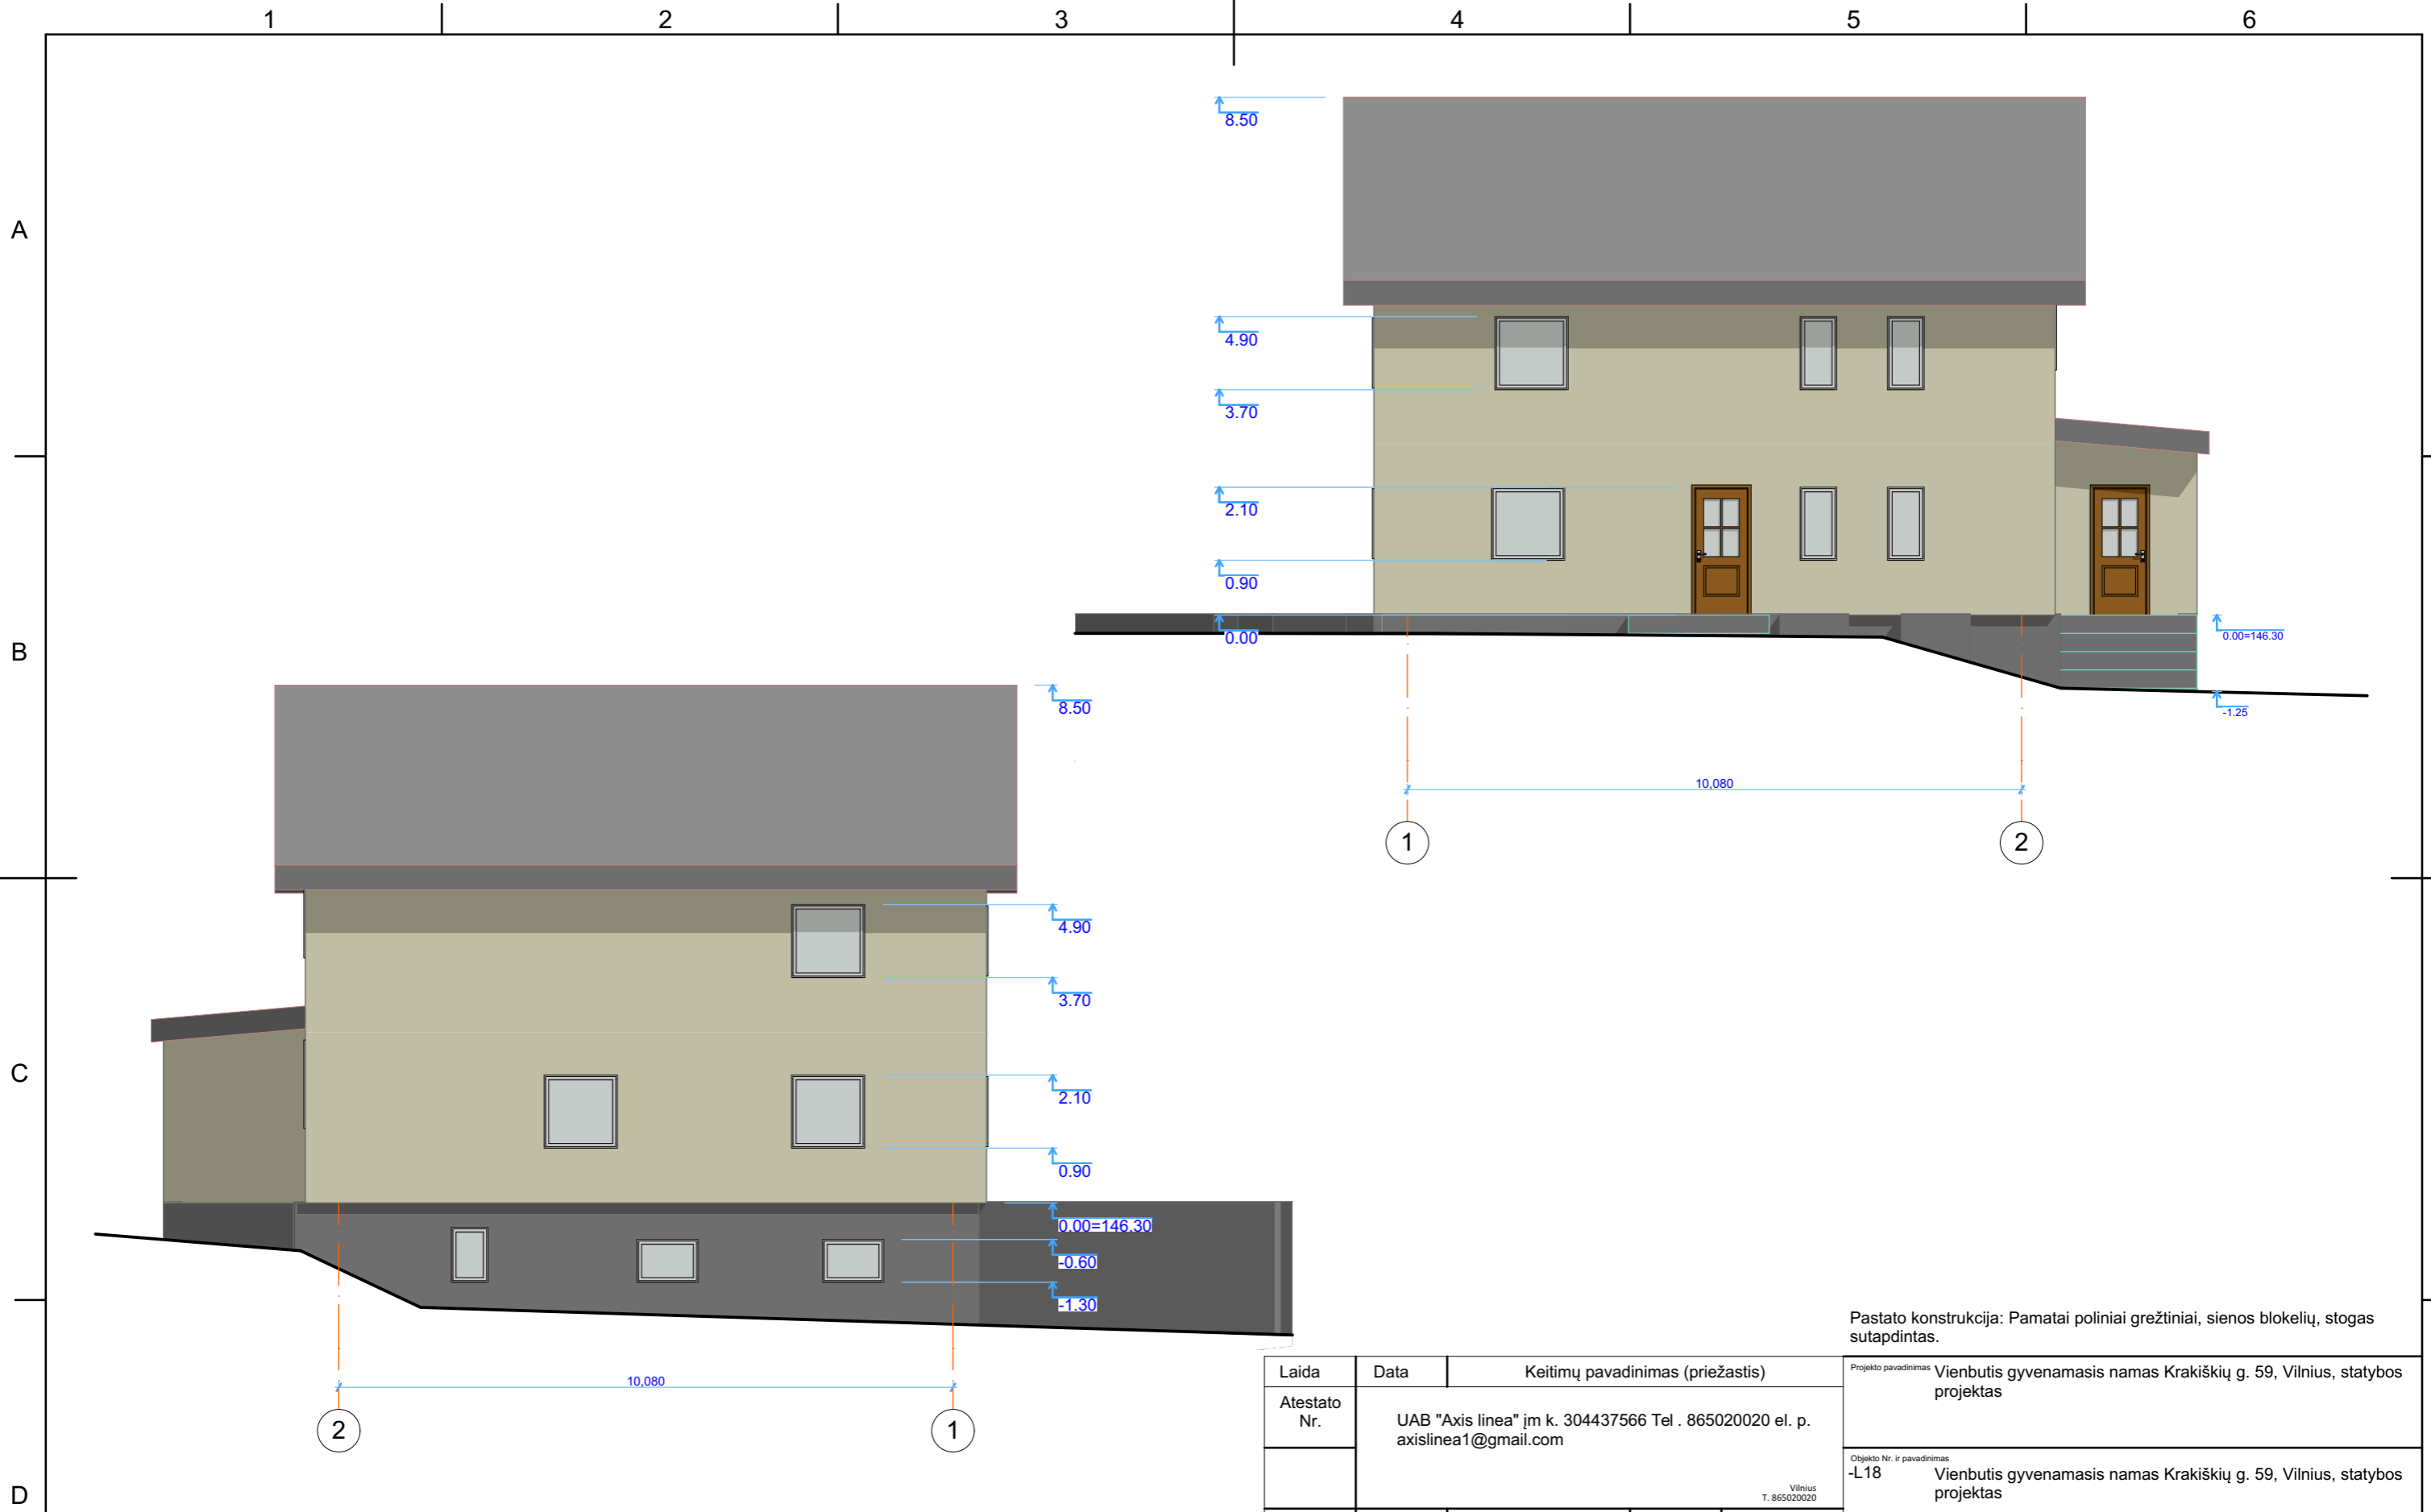 1 2 3 4 5 6
A
B
C
D
8.50
4.90
3.70
2.10
0.90
0.00
0.00=146.30
-1.25
10,080
1 2
8.50
4.90
3.70
2.10
0.90
0.00=146.30
-0.60
-1.30
10,080
2 1
Pastato konstrukcija: Pamatai poliniai grežtiniai, sienos blokelių, stogas
sutapdintas.
Laida Data Keitimų pavadinimas (priežastis)
Atestato
Nr.
UAB "Axis linea" įm k. 304437566 Tel . 865020020 el. p.
axislinea1@gmail.com
Vilnius
T. 865020020
Projekto pavadinimas Vienbutis gyvenamasis namas Krakiškių g. 59, Vilnius, statybos
projektas
Objekto Nr. ir pavadinimas
-L18 Vienbutis gyvenamasis namas Krakiškių g. 59, Vilnius, statybos
projektas